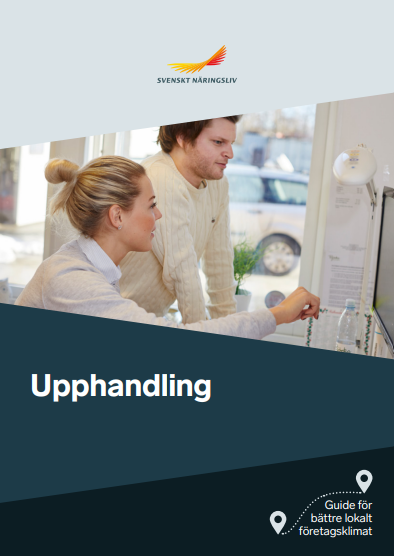 SVENSKT NÄRINGSLIV
Upphandling
Guide för
bättre lokalt
företagsklimat